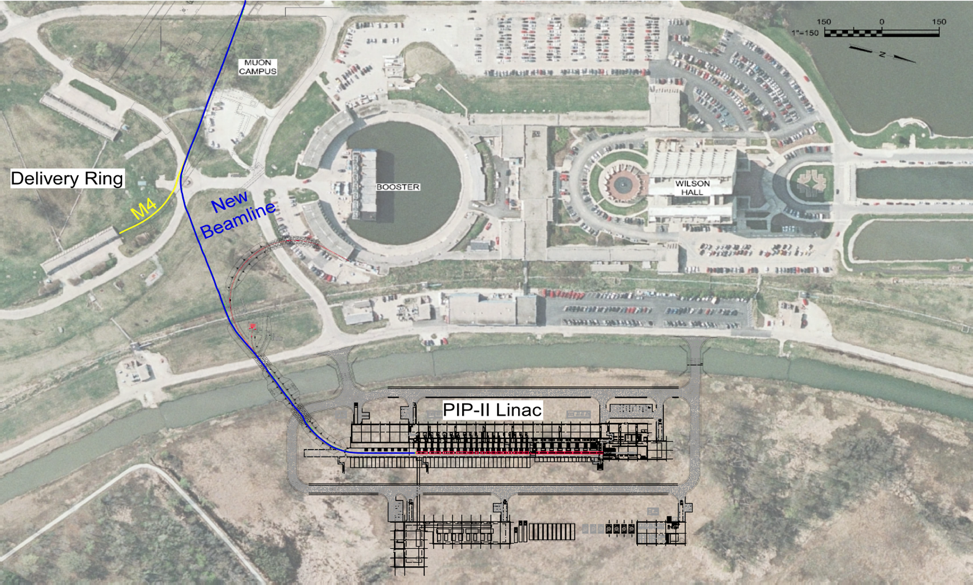 150 0 150
1"=150
N
MUON
CAMPUS
Delivery Ring
M4
New
Beamline
BOOSTER
WILSON
HALL
PIP-II Linac